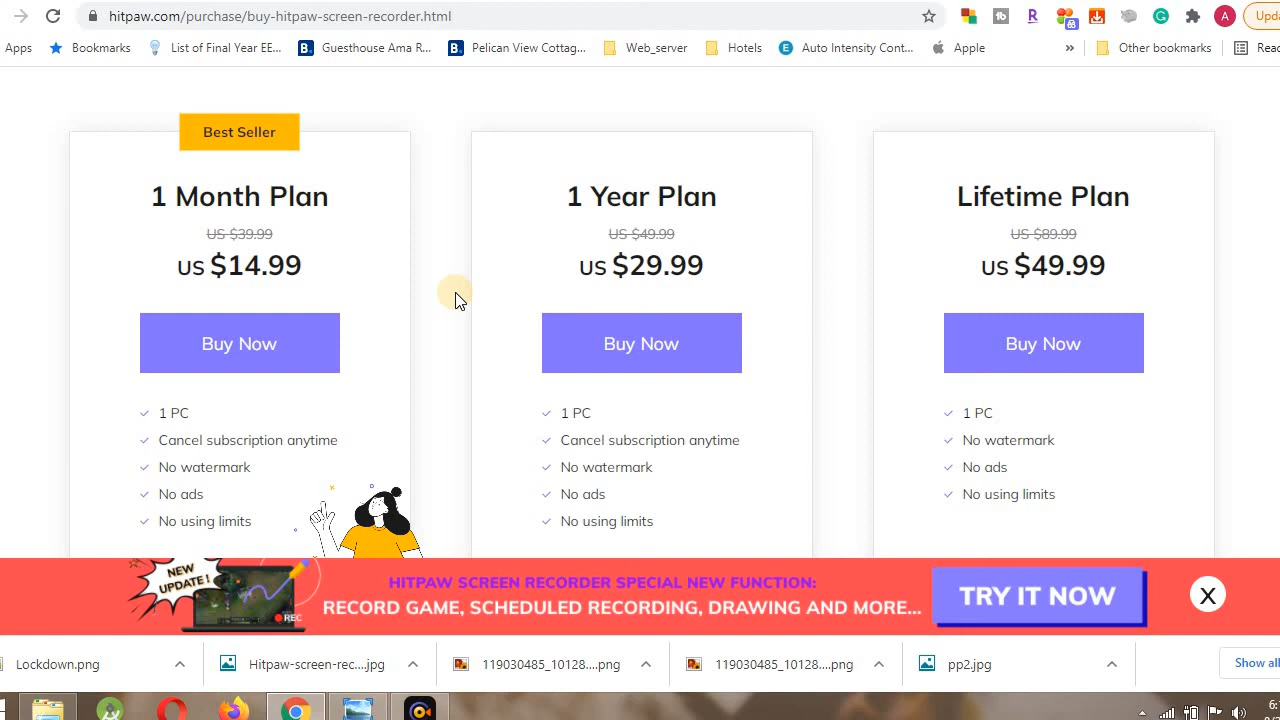 hitpaw.com/purchase/buy-hitpaw-screen-recorder.html
A
Apps
Bookmarks
List of Final Year EE...
Guesthouse Ama R...
Pelican View Cottag...
Web_server
Hotels
Auto Intensity Cont...
Apple
»
Other bookmarks
Best Seller
1 Month Plan
US $39.99
US $14.99
Buy Now
1 PC
Cancel subscription anytime
No watermark
No ads
No using limits
1 Year Plan
US $49.99
US $29.99
Buy Now
1 PC
Cancel subscription anytime
No watermark
No ads
No using limits
Lifetime Plan
US $89.99
US $49.99
Buy Now
1 PC
No watermark
No ads
No using limits
NEW
UPDATE!
REC
HITPAW SCREEN RECORDER SPECIAL NEW FUNCTION:
RECORD GAME, SCHEDULED RECORDING, DRAWING AND MORE...
TRY IT NOW
X
Lockdown.png
Hitpaw-screen-rec....jpg
119030485_10128....png
119030485_10128....png
pp2.jpg
Show all